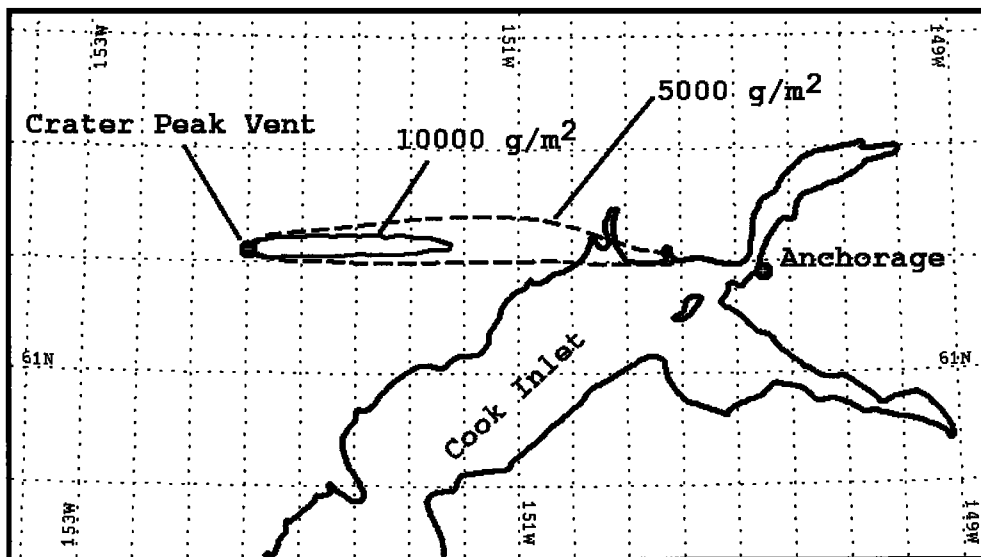 153W
151W
149W
5000 g/m²
Crater Peak Vent
10000 g/m²
Anchorage
61N
61N
Cook Inlet
153W
151W
149W